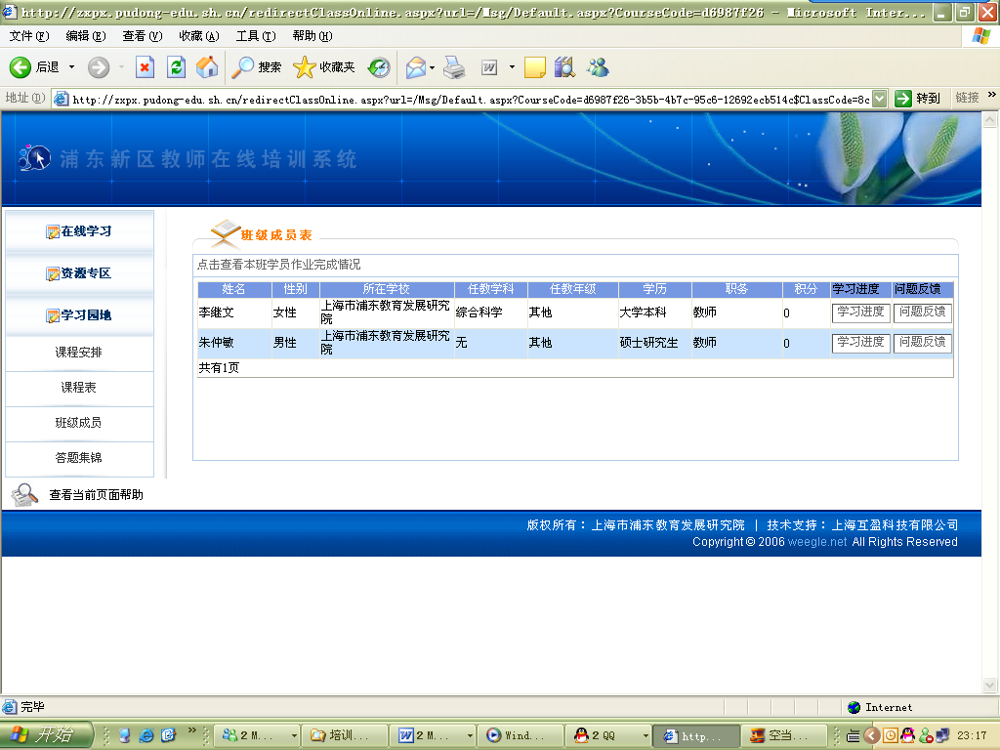 http://zxpx.pudong-edu.sh.cn/redirectClassOnline.aspx?url=/Msg/Default.aspx?CourseCode=d6987f26 - Microsoft Inter...
文件(F) 编辑(E) 查看(V) 收藏(A) 工具(T) 帮助(H)
后退 搜索 收藏夹
地址(D) http://zxpx.pudong-edu.sh.cn/redirectClassOnline.aspx?url=/Msg/Default.aspx?CourseCode=d6987f26-3b5b-4b7c-95c6-12692ecb514c$ClassCode=8c 转到 链接 »
浦东新区教师在线培训系统
在线学习
资源专区
学习园地
课程安排
课程表
班级成员
答题集锦
查看当前页面帮助
班级成员表
点击查看本班学员作业完成情况
姓名 性别 所在学校 任教学科 任教年级 学历 职务 积分 学习进度 问题反馈
李继文 女性 上海市浦东教育发展研究院 综合科学 其他 大学本科 教师 0 学习进度 问题反馈
朱仲敏 男性 上海市浦东教育发展研究院 无 其他 硕士研究生 教师 0 学习进度 问题反馈
共有1页
版权所有：上海市浦东教育发展研究院 | 技术支持：上海互盈科技有限公司
Copyright © 2006 weegle.net All Rights Reserved
完毕 Internet
开始 » 2 M... 培训... 2 M... Wind... 2 QQ http... 空当... 23:17